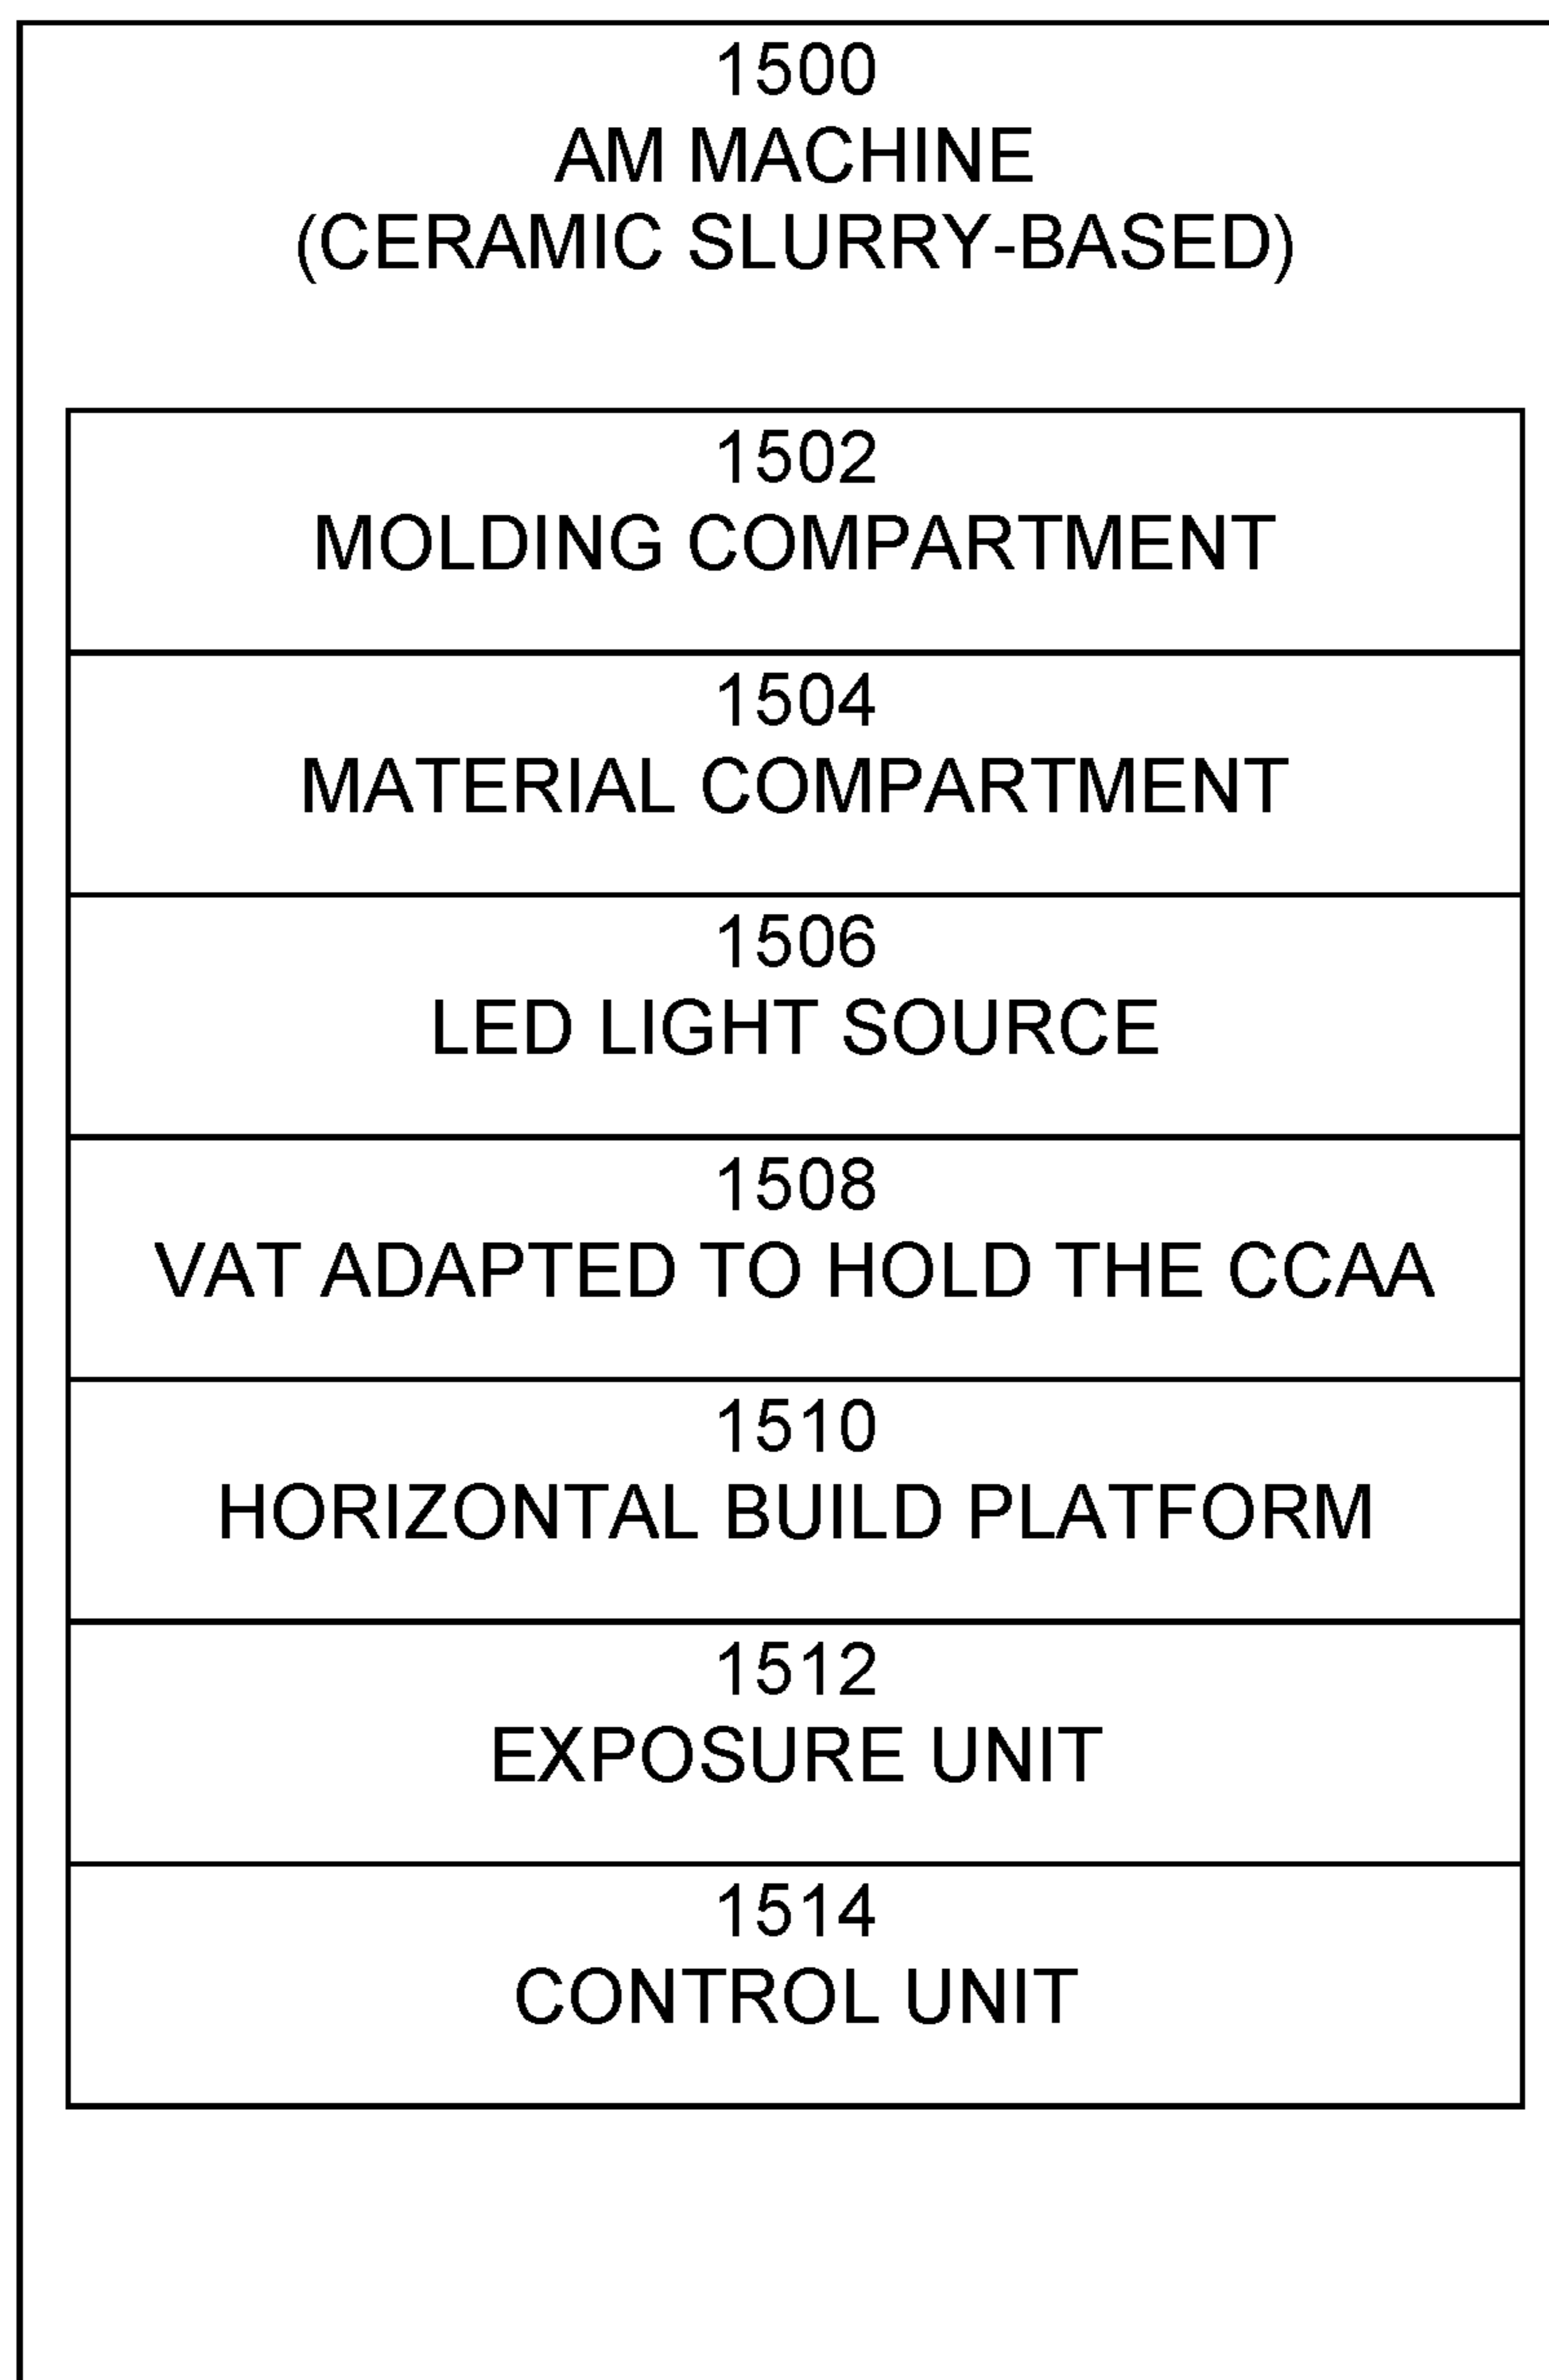 1500
AM MACHINE
(CERAMIC SLURRY-BASED)
1502
MOLDING COMPARTMENT
1504
MATERIAL COMPARTMENT
1506
LED LIGHT SOURCE
1508
VAT ADAPTED TO HOLD THE CCAA
1510
HORIZONTAL BUILD PLATFORM
1512
EXPOSURE UNIT
1514
CONTROL UNIT